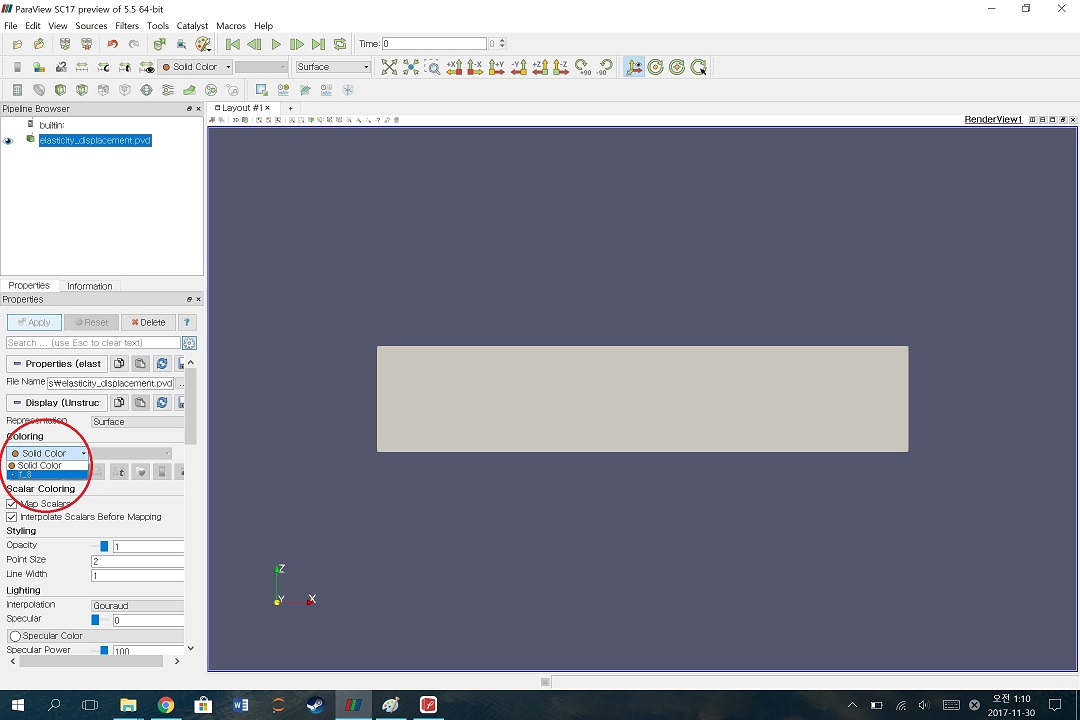 ParaView SC17 preview of 5.5 64-bit
File Edit View Sources Filters Tools Catalyst Macros Help
Time: 0 0
Solid Color Surface +X -X +Y -Y +Z -Z +90 -90
Pipeline Browser
Layout #1
+
builtin:
3D
RenderView1
elasticity_displacement.pvd
Properties Information
Properties
Apply Reset Delete ?
Search ... (use Esc to clear text)
Properties (elast
File Name s₩elasticity_displacement.pvd ...
Display (Unstruc
Representation Surface
Coloring
Solid Color
Solid Color
f_8
Scalar Coloring
Map Scalars
Interpolate Scalars Before Mapping
Styling
Opacity 1
Point Size 2
Line Width 1
Lighting
Interpolation Gouraud
Specular 0
Specular Color
Specular Power 100
Z
Y
X
오전 1:10
2017-11-30